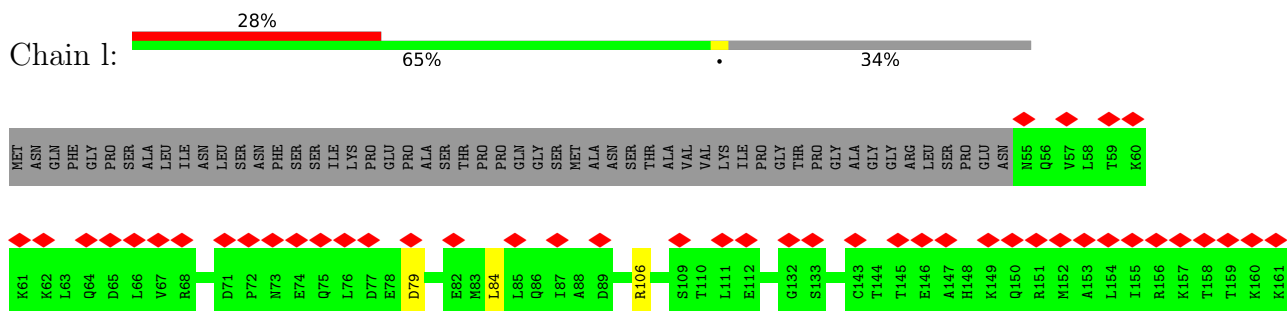 28%
Chain l:
65% • 34%
MET ASN GLN PHE GLY PRO SER ALA LEU ILE ASN LEU SER ASN PHE SER SER ILE LYS PRO GLU PRO ALA SER THR PRO PRO GLN GLY SER MET ALA ASN SER THR ALA VAL VAL LYS ILE PRO GLY THR PRO GLY ALA GLY GLY ARG LEU SER PRO GLU ASN N55 Q56 V57 L58 T59 K60
K61 K62 L63 Q64 D65 L66 V67 R68 D71 P72 N73 E74 Q75 L76 D77 E78 D79 E82 M83 L84 L85 Q86 I87 A88 D89 R106 S109 T110 L111 E112 G132 S133 C143 T144 T145 E146 A147 H148 K149 Q150 R151 M152 A153 L154 I155 R156 K157 T158 T159 K160 K161